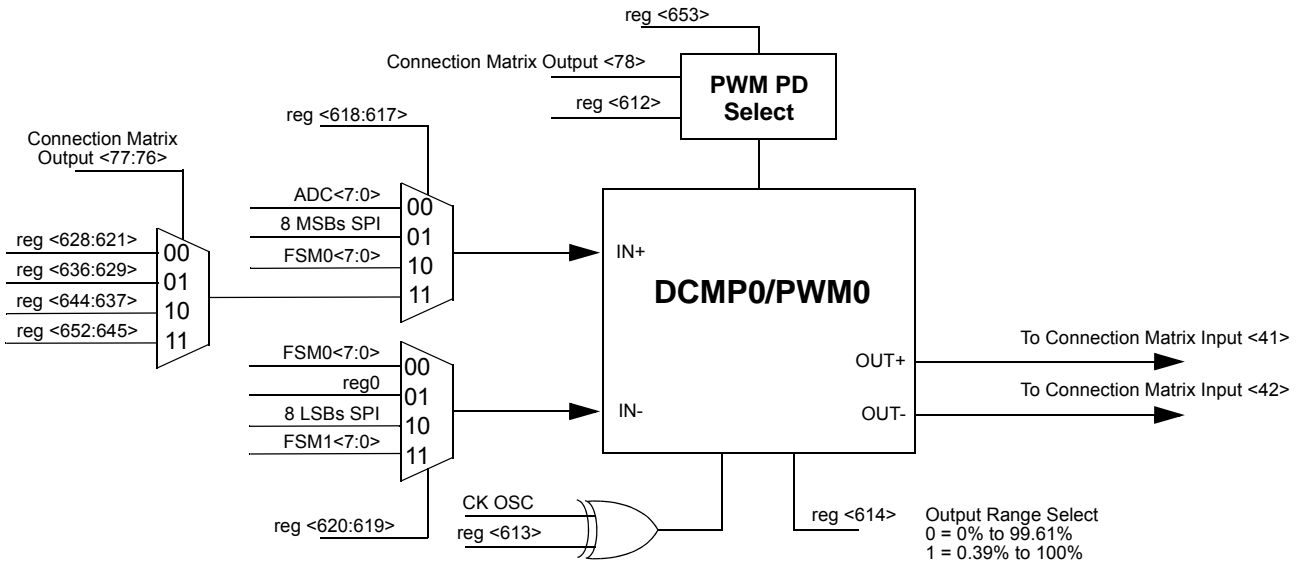 reg <653>
Connection Matrix Output <78>
reg <612>
PWM PD
Select
reg <618:617>
Connection Matrix
Output <77:76>
ADC<7:0>
8 MSBs SPI
FSM0<7:0>
00
01
10
11
reg <628:621>
reg <636:629>
reg <644:637>
reg <652:645>
00
01
10
11
IN+
DCMP0/PWM0
FSM0<7:0>
reg0
8 LSBs SPI
FSM1<7:0>
00
01
10
11
IN-
OUT+
OUT-
To Connection Matrix Input <41>
To Connection Matrix Input <42>
reg <620:619>
CK OSC
reg <613>
reg <614>
Output Range Select
0 = 0% to 99.61%
1 = 0.39% to 100%